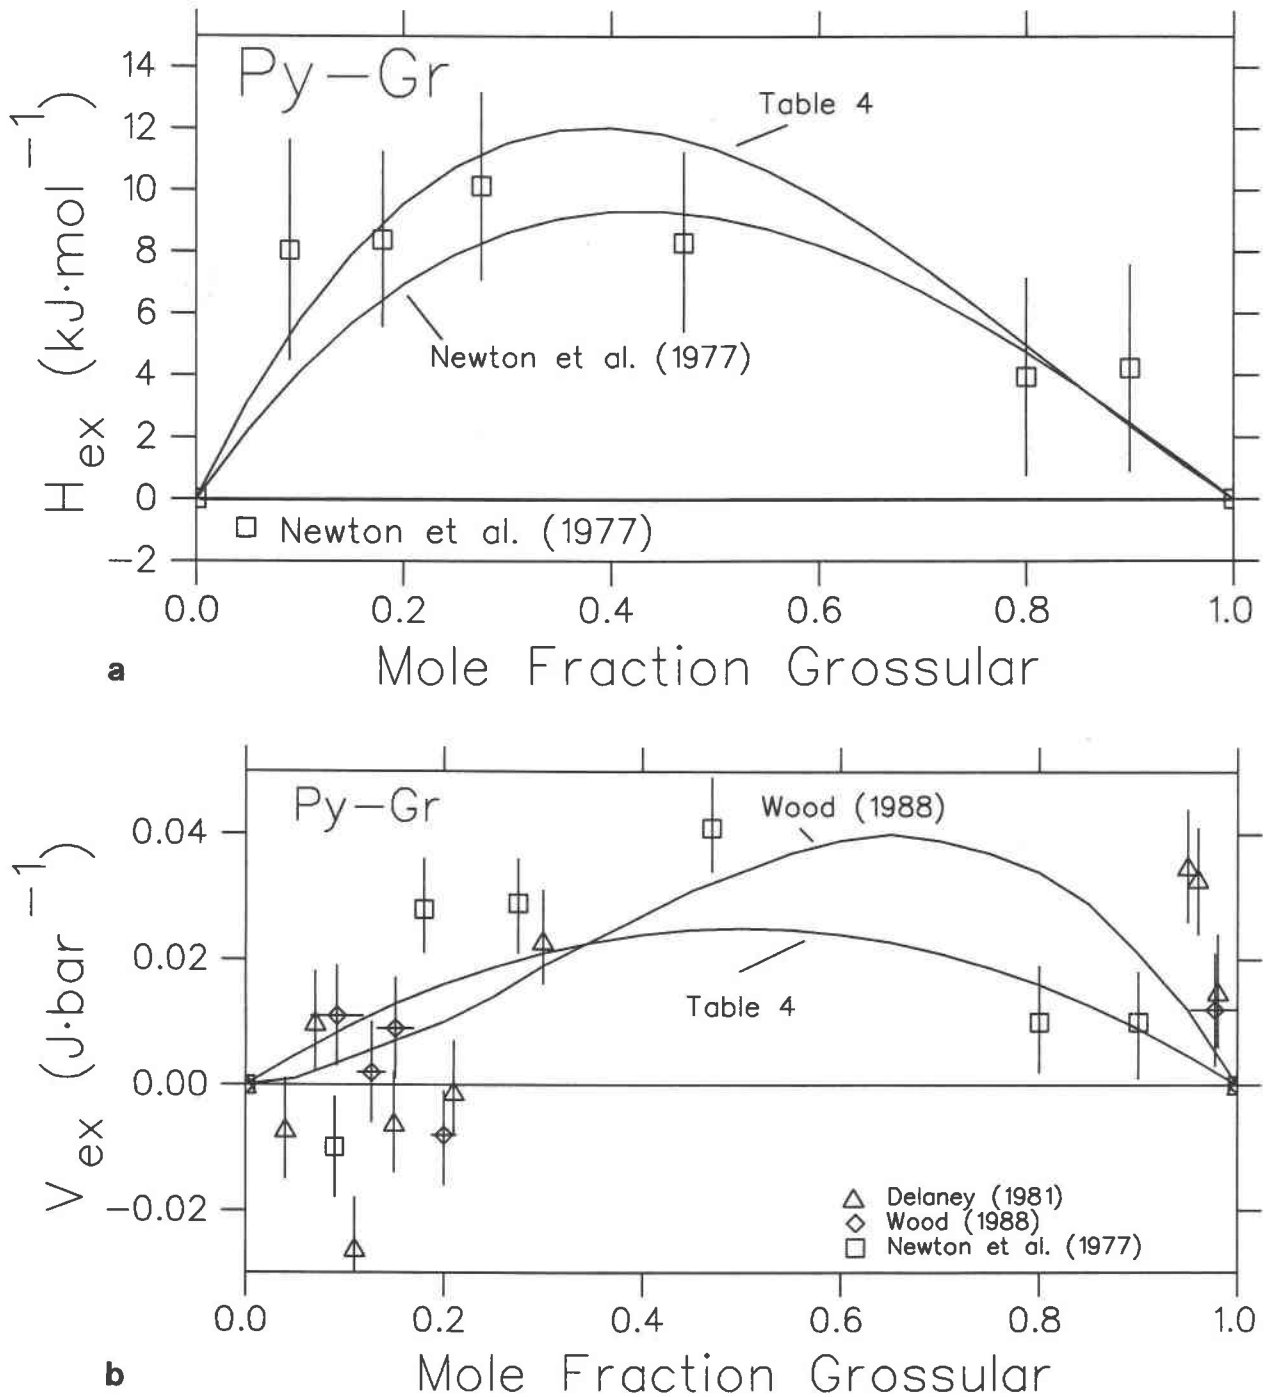 Py-Gr
Table 4
Newton et al. (1977)
14
12
10
8
6
4
2
0
-2
H ex (kJ·mol -1)
Newton et al. (1977)
0.0 0.2 0.4 0.6 0.8 1.0
a Mole Fraction Grossular
Py-Gr
Wood (1988)
Table 4
0.04
0.02
0.00
-0.02
V ex (J·bar -1)
Delaney (1981)
Wood (1988)
Newton et al. (1977)
0.0 0.2 0.4 0.6 0.8 1.0
b Mole Fraction Grossular